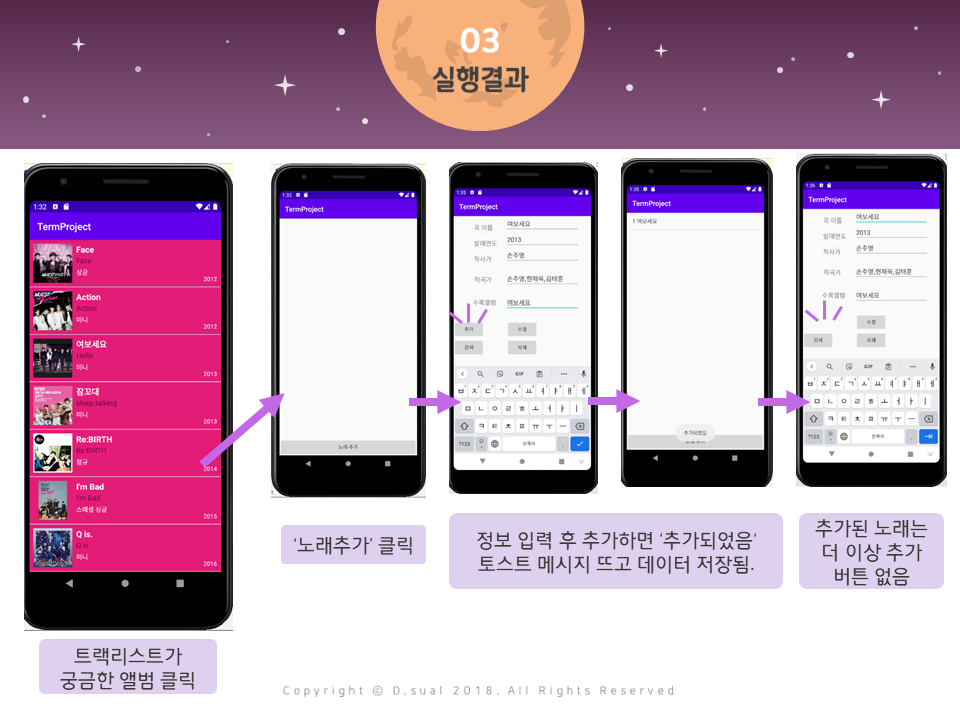 03
실행결과
1:32
TermProject
Face
Face
싱글
2012
Action
Action
미니
2012
여보세요
Hello
미니
2013
잠꼬대
sleep talking
미니
2013
Re:BIRTH
Re:BIRTH
정규
2014
I'm Bad
I'm Bad
스페셜 싱글
2015
Q is.
Q is.
미니
2016
1:32
TermProject
노래 추가
1:35
TermProject
곡 이름 여보세요
발매연도 2013
작사가 손주영
작곡가 손주영,현재욱,김태훈
수록앨범 여보세요
추가 수정
검색 삭제
GIF
ㅂ ㅈ ㄷ ㄱ ㅅ ㅛ ㅕ ㅑ ㅐ ㅔ
ㅁ ㄴ ㅇ ㄹ ㅎ ㅗ ㅓ ㅏ ㅣ
ㅋ ㅌ ㅊ ㅍ ㅠ ㅜ ㅡ
?123 한국어 .
1:35
TermProject
1 여보세요
추가되었음
1:36
TermProject
곡 이름 여보세요
발매연도 2013
작사가 손주영
작곡가 손주영,현재욱,김태훈
수록앨범 여보세요
수정
검색 삭제
GIF
ㅂ ㅈ ㄷ ㄱ ㅅ ㅛ ㅕ ㅑ ㅐ ㅔ
ㅁ ㄴ ㅇ ㄹ ㅎ ㅗ ㅓ ㅏ ㅣ
ㅋ ㅌ ㅊ ㅍ ㅠ ㅜ ㅡ
?123 한국어 .
트랙리스트가
궁금한 앨범 클릭
‘노래추가’ 클릭
정보 입력 후 추가하면 ‘추가되었음‘
토스트 메시지 뜨고 데이터 저장됨.
추가된 노래는
더 이상 추가
버튼 없음
Copyright ⓒ D.sual 2018. All Rights Reserved